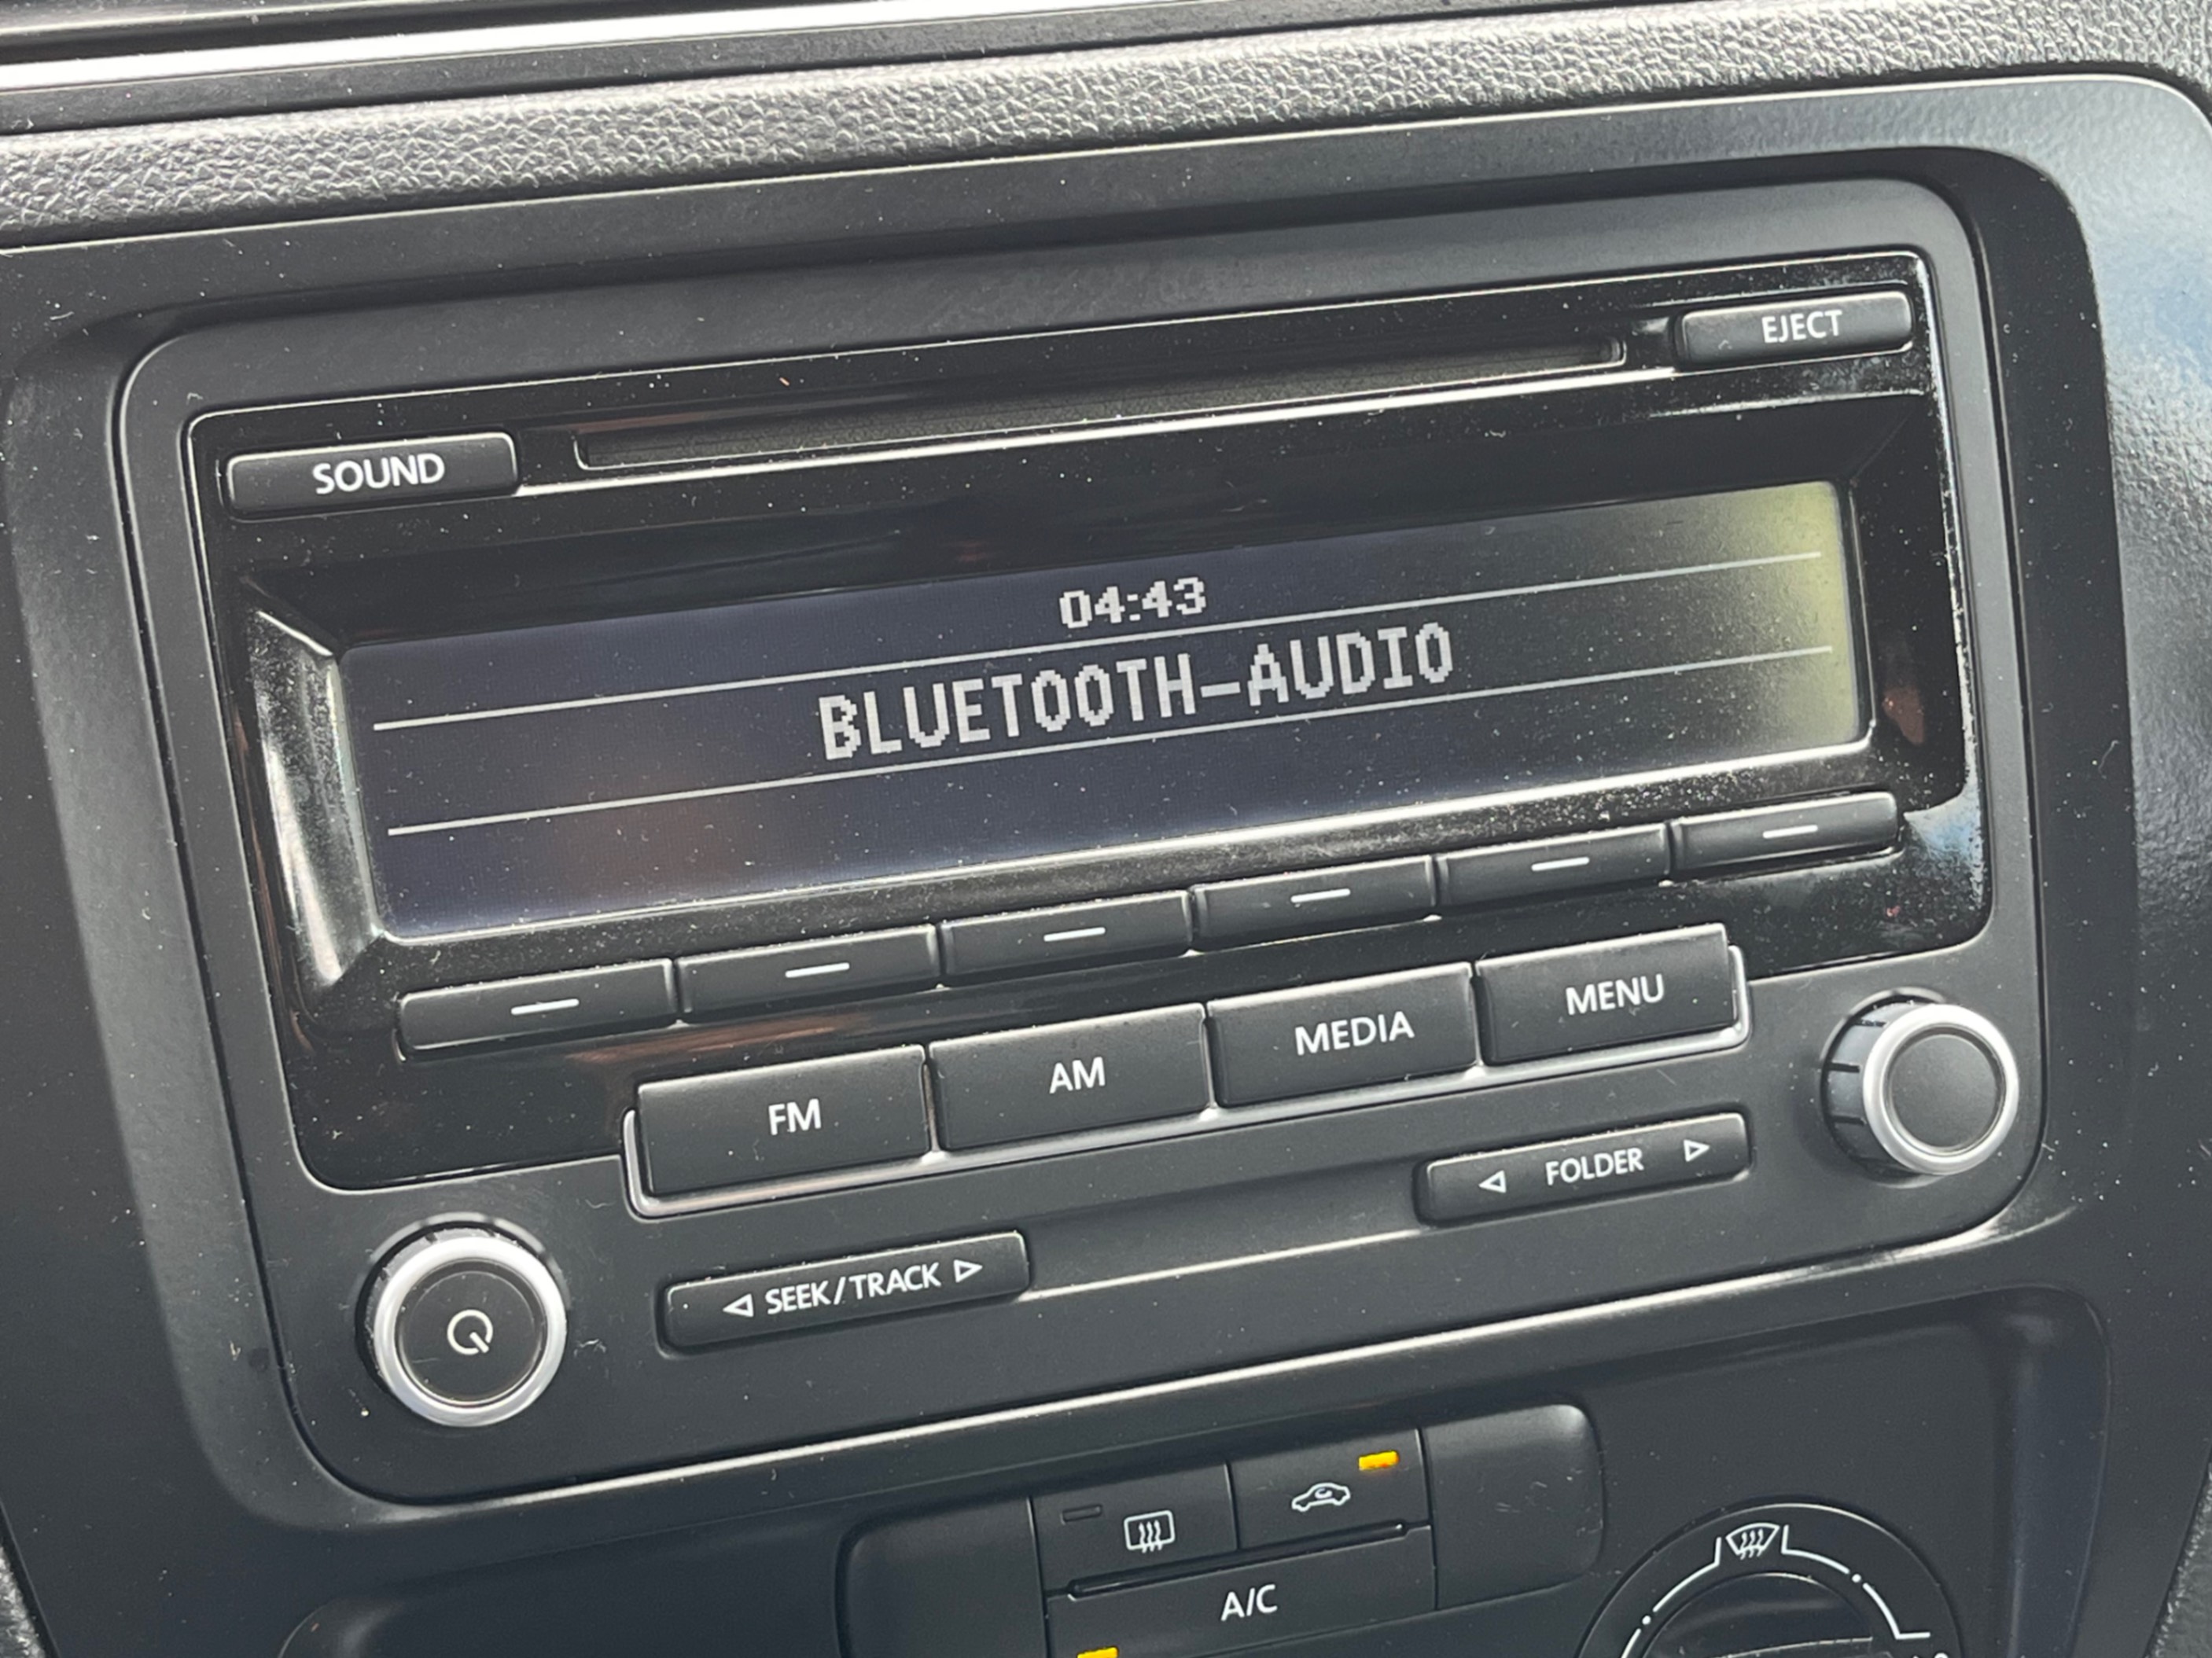 EJECT
SOUND
04:43
BLUETOOTH-AUDIO
FM AM MEDIA MENU
SEEK/TRACK FOLDER
A/C